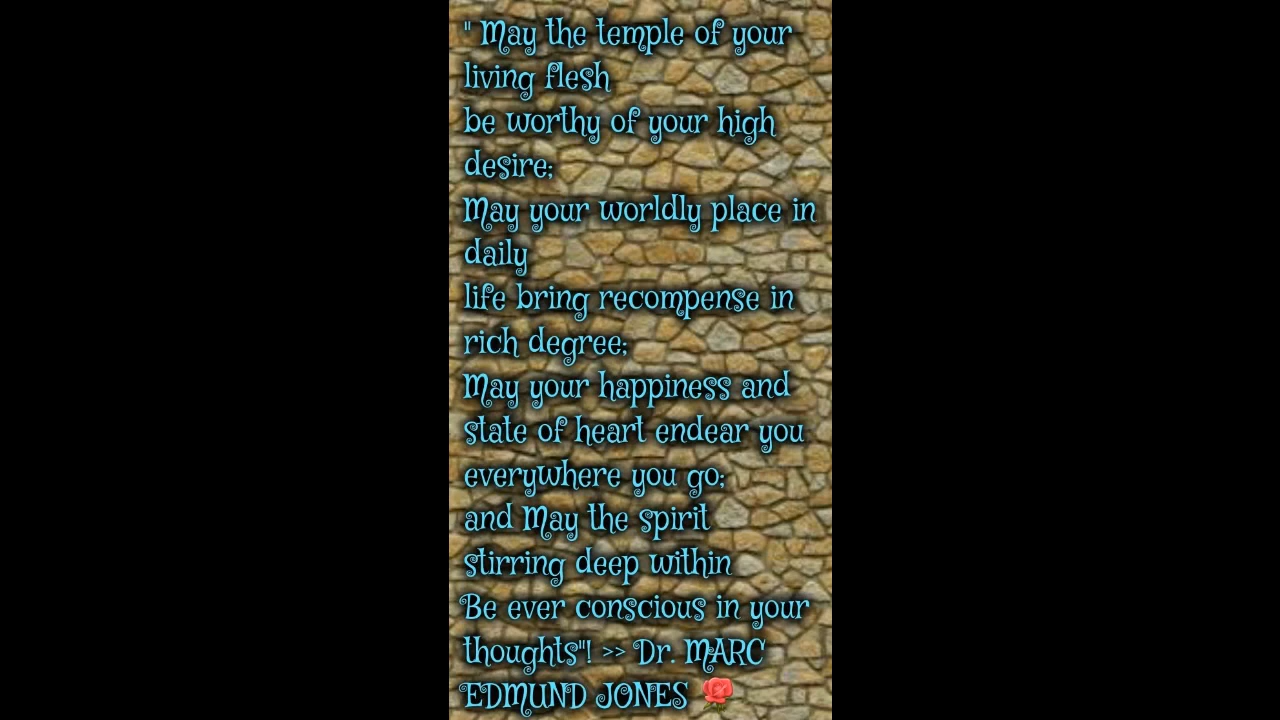 " May the temple of your
living flesh
be worthy of your high
desire;
May your worldly place in
daily
life bring recompense in
rich degree;
May your happiness and
state of heart endear you
everywhere you go;
and May the spirit
stirring deep within
Be ever conscious in your
thoughts"! >> Dr. MARC
EDMUND JONES 🌹